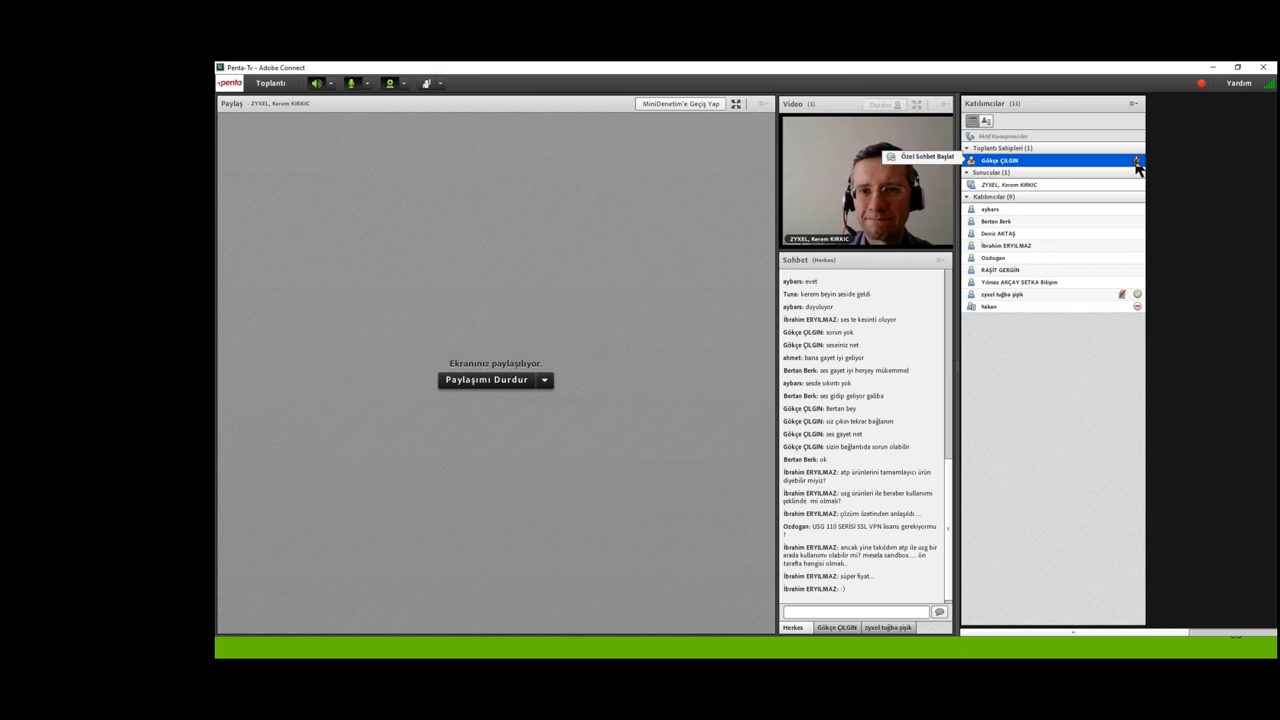 Penta-Tv - Adobe Connect
penta
Toplantı
Yardım
Paylaş - ZYXEL, Kerem KIRKIC
MiniDenetim'e Geçiş Yap
Ekranınız paylaşılıyor.
Paylaşımı Durdur
Video (1)
Durdur
Özel Sohbet Başlat
ZYXEL, Kerem KIRKIC
Sohbet (Herkes)
aybars: evet
Tuna: kerem beyin seside geldi
aybars: duyuluyor
İbrahim ERYILMAZ: ses te kesinti oluyor
Gökçe ÇILGIN: sorun yok
Gökçe ÇILGIN: seseiniz net
ahmet: bana gayet iyi geliyor
Bertan Berk: ses gayet iyi herşey mükemmel
aybars: sesde sıkıntı yok
Bertan Berk: ses gidip geliyor galiba
Gökçe ÇILGIN: Bertan bey
Gökçe ÇILGIN: siz çıkın tekrar bağlanın
Gökçe ÇILGIN: ses gayet net
Gökçe ÇILGIN: sizin bağlantıda sorun olabilir
Bertan Berk: ok
İbrahim ERYILMAZ: atp ürünlerini tamamlayıcı ürün
diyebilir miyiz?
İbrahim ERYILMAZ: usg ürünleri ile beraber kullanımı
şeklinde mi olmalı?
İbrahim ERYILMAZ: çözüm özetinden anlaşıldı....
Ozdogan: USG 110 SERİSİ SSL VPN lisans gerekiyormu
?
İbrahim ERYILMAZ: ancak yine takıldım atp ile usg bir
arada kullanımı olabilir mi? mesela sandbox.... ön
tarafta hangisi olmalı..
İbrahim ERYILMAZ: süper fiyat..
İbrahim ERYILMAZ: :)
Herkes
Gökçe ÇILGIN
zyxel tuğba şişik
Katılımcılar (11)
Aktif Konuşmacılar
Toplantı Sahipleri (1)
Gökçe ÇILGIN
Sunucular (1)
ZYXEL, Kerem KIRKIC
Katılımcılar (9)
aybars
Bertan Berk
Deniz AKTAŞ
İbrahim ERYILMAZ
Ozdogan
RAŞİT GERGİN
Yılmaz AKÇAY SETKA Bilişim
zyxel tuğba şişik
hakan